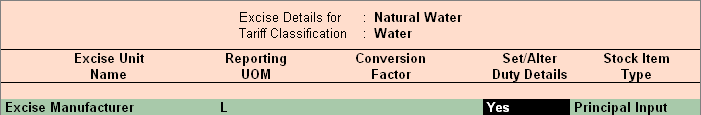 Excise Details for : Natural Water
Tariff Classification : Water
Excise Unit Reporting Conversion Set/Alter Stock Item
Name UOM Factor Duty Details Type
Excise Manufacturer L Yes Principal Input